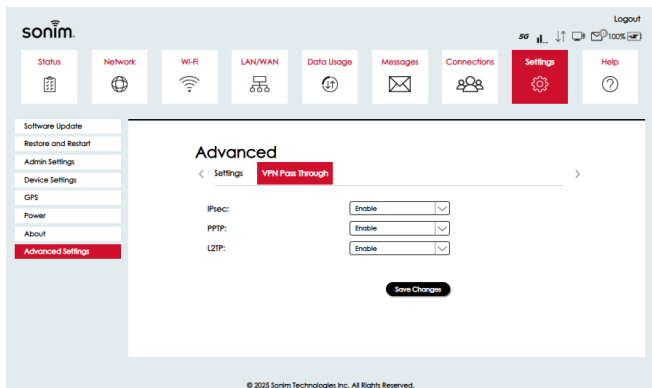 Logout
sonim.
5G 100%
Status Network Wi-Fi LAN/WAN Data Usage Messages Connections Settings Help
Software Update
Restore and Restart
Admin Settings
Device Settings
GPS
Power
About
Advanced Settings
Advanced
Settings VPN Pass Through
IPsec: Enable
PPTP: Enable
L2TP: Enable
Save Changes
© 2025 Sonim Technologies Inc. All Rights Reserved.